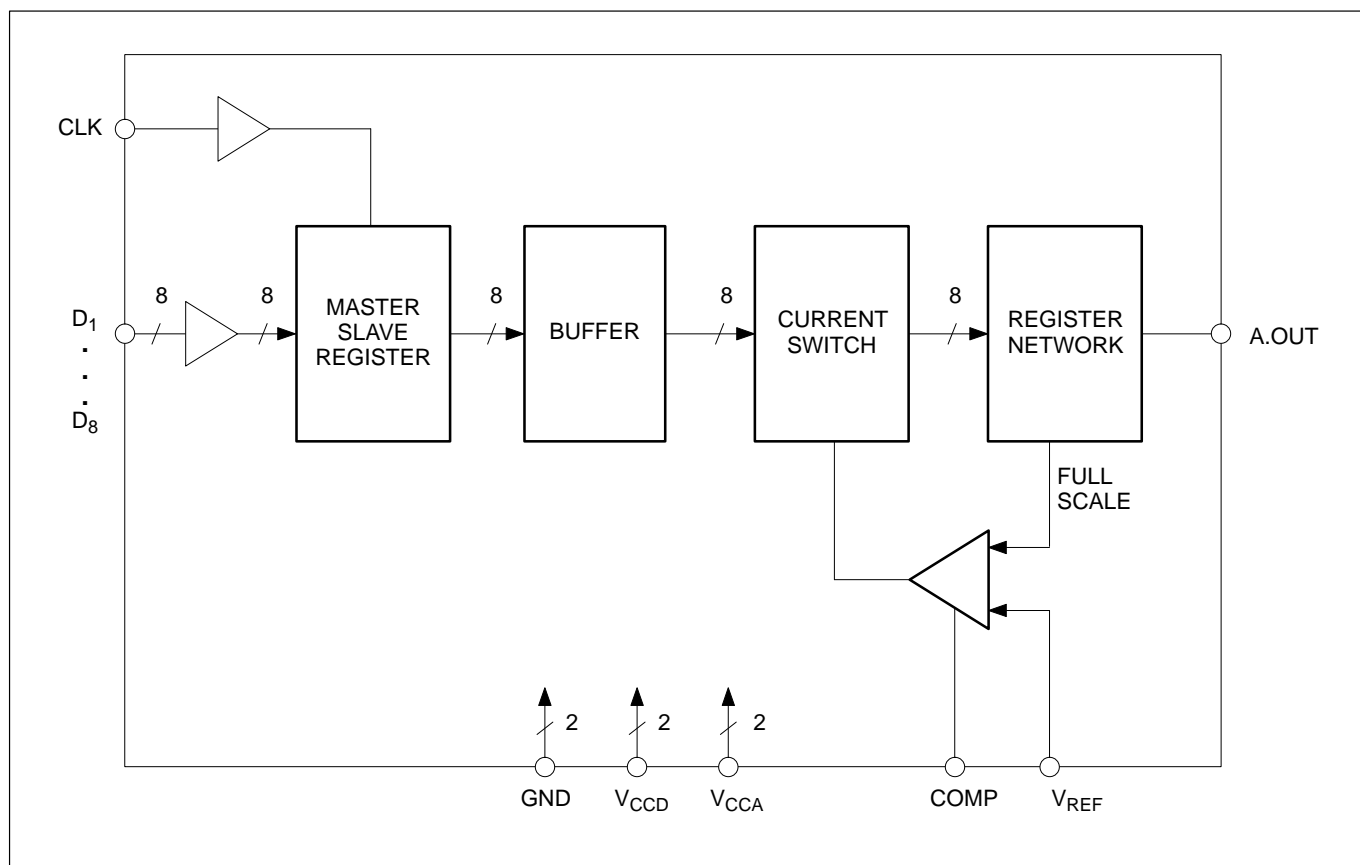 CLK
D1
.
.
.
D8
8
8
MASTER
SLAVE
REGISTER
8
BUFFER
8
CURRENT
SWITCH
8
REGISTER
NETWORK
A.OUT
FULL
SCALE
2
2
2
GND
VCCD
VCCA
COMP
VREF